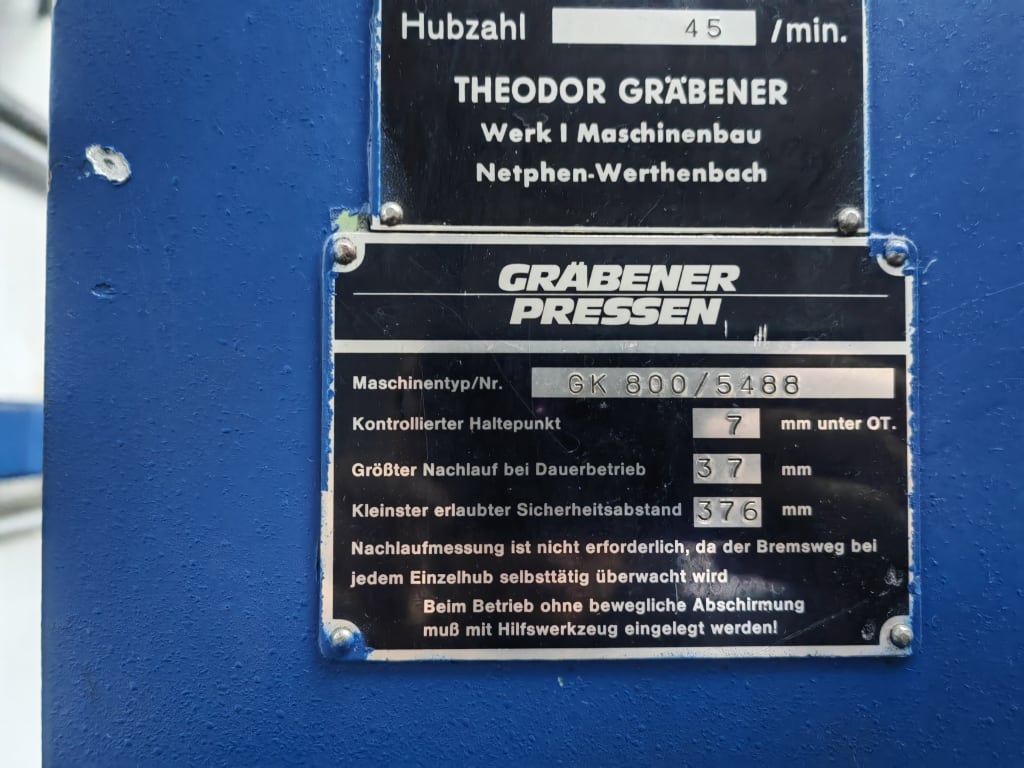 Hubzahl 45 /min.
THEODOR GRÄBENER
Werk I Maschinenbau
Netphen-Werthenbach
GRÄBENER
PRESSEN
Maschinentyp/Nr. GK 800/5488
Kontrollierter Haltepunkt 7 mm unter OT.
Größter Nachlauf bei Dauerbetrieb 37 mm
Kleinster erlaubter Sicherheitsabstand 376 mm
Nachlaufmessung ist nicht erforderlich, da der Bremsweg bei
jedem Einzelhub selbsttätig überwacht wird
Beim Betrieb ohne bewegliche Abschirmung
muß mit Hilfswerkzeug eingelegt werden!